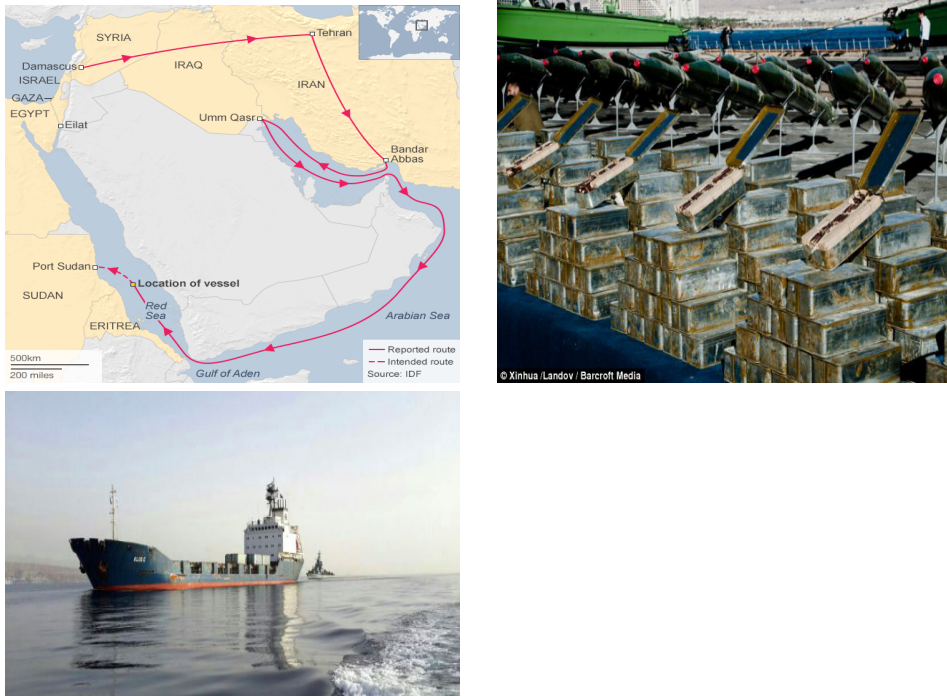 SYRIA
Tehran
Damascus
ISRAEL
IRAQ
IRAN
GAZA
EGYPT
Eilat
Umm Qasr
Bandar
Abbas
Port Sudan
Location of vessel
SUDAN
Red
Sea
Arabian Sea
ERITREA
500km
200 miles
Gulf of Aden
Reported route
Intended route
Source: IDF
© Xinhua /Landov / Barcroft Media